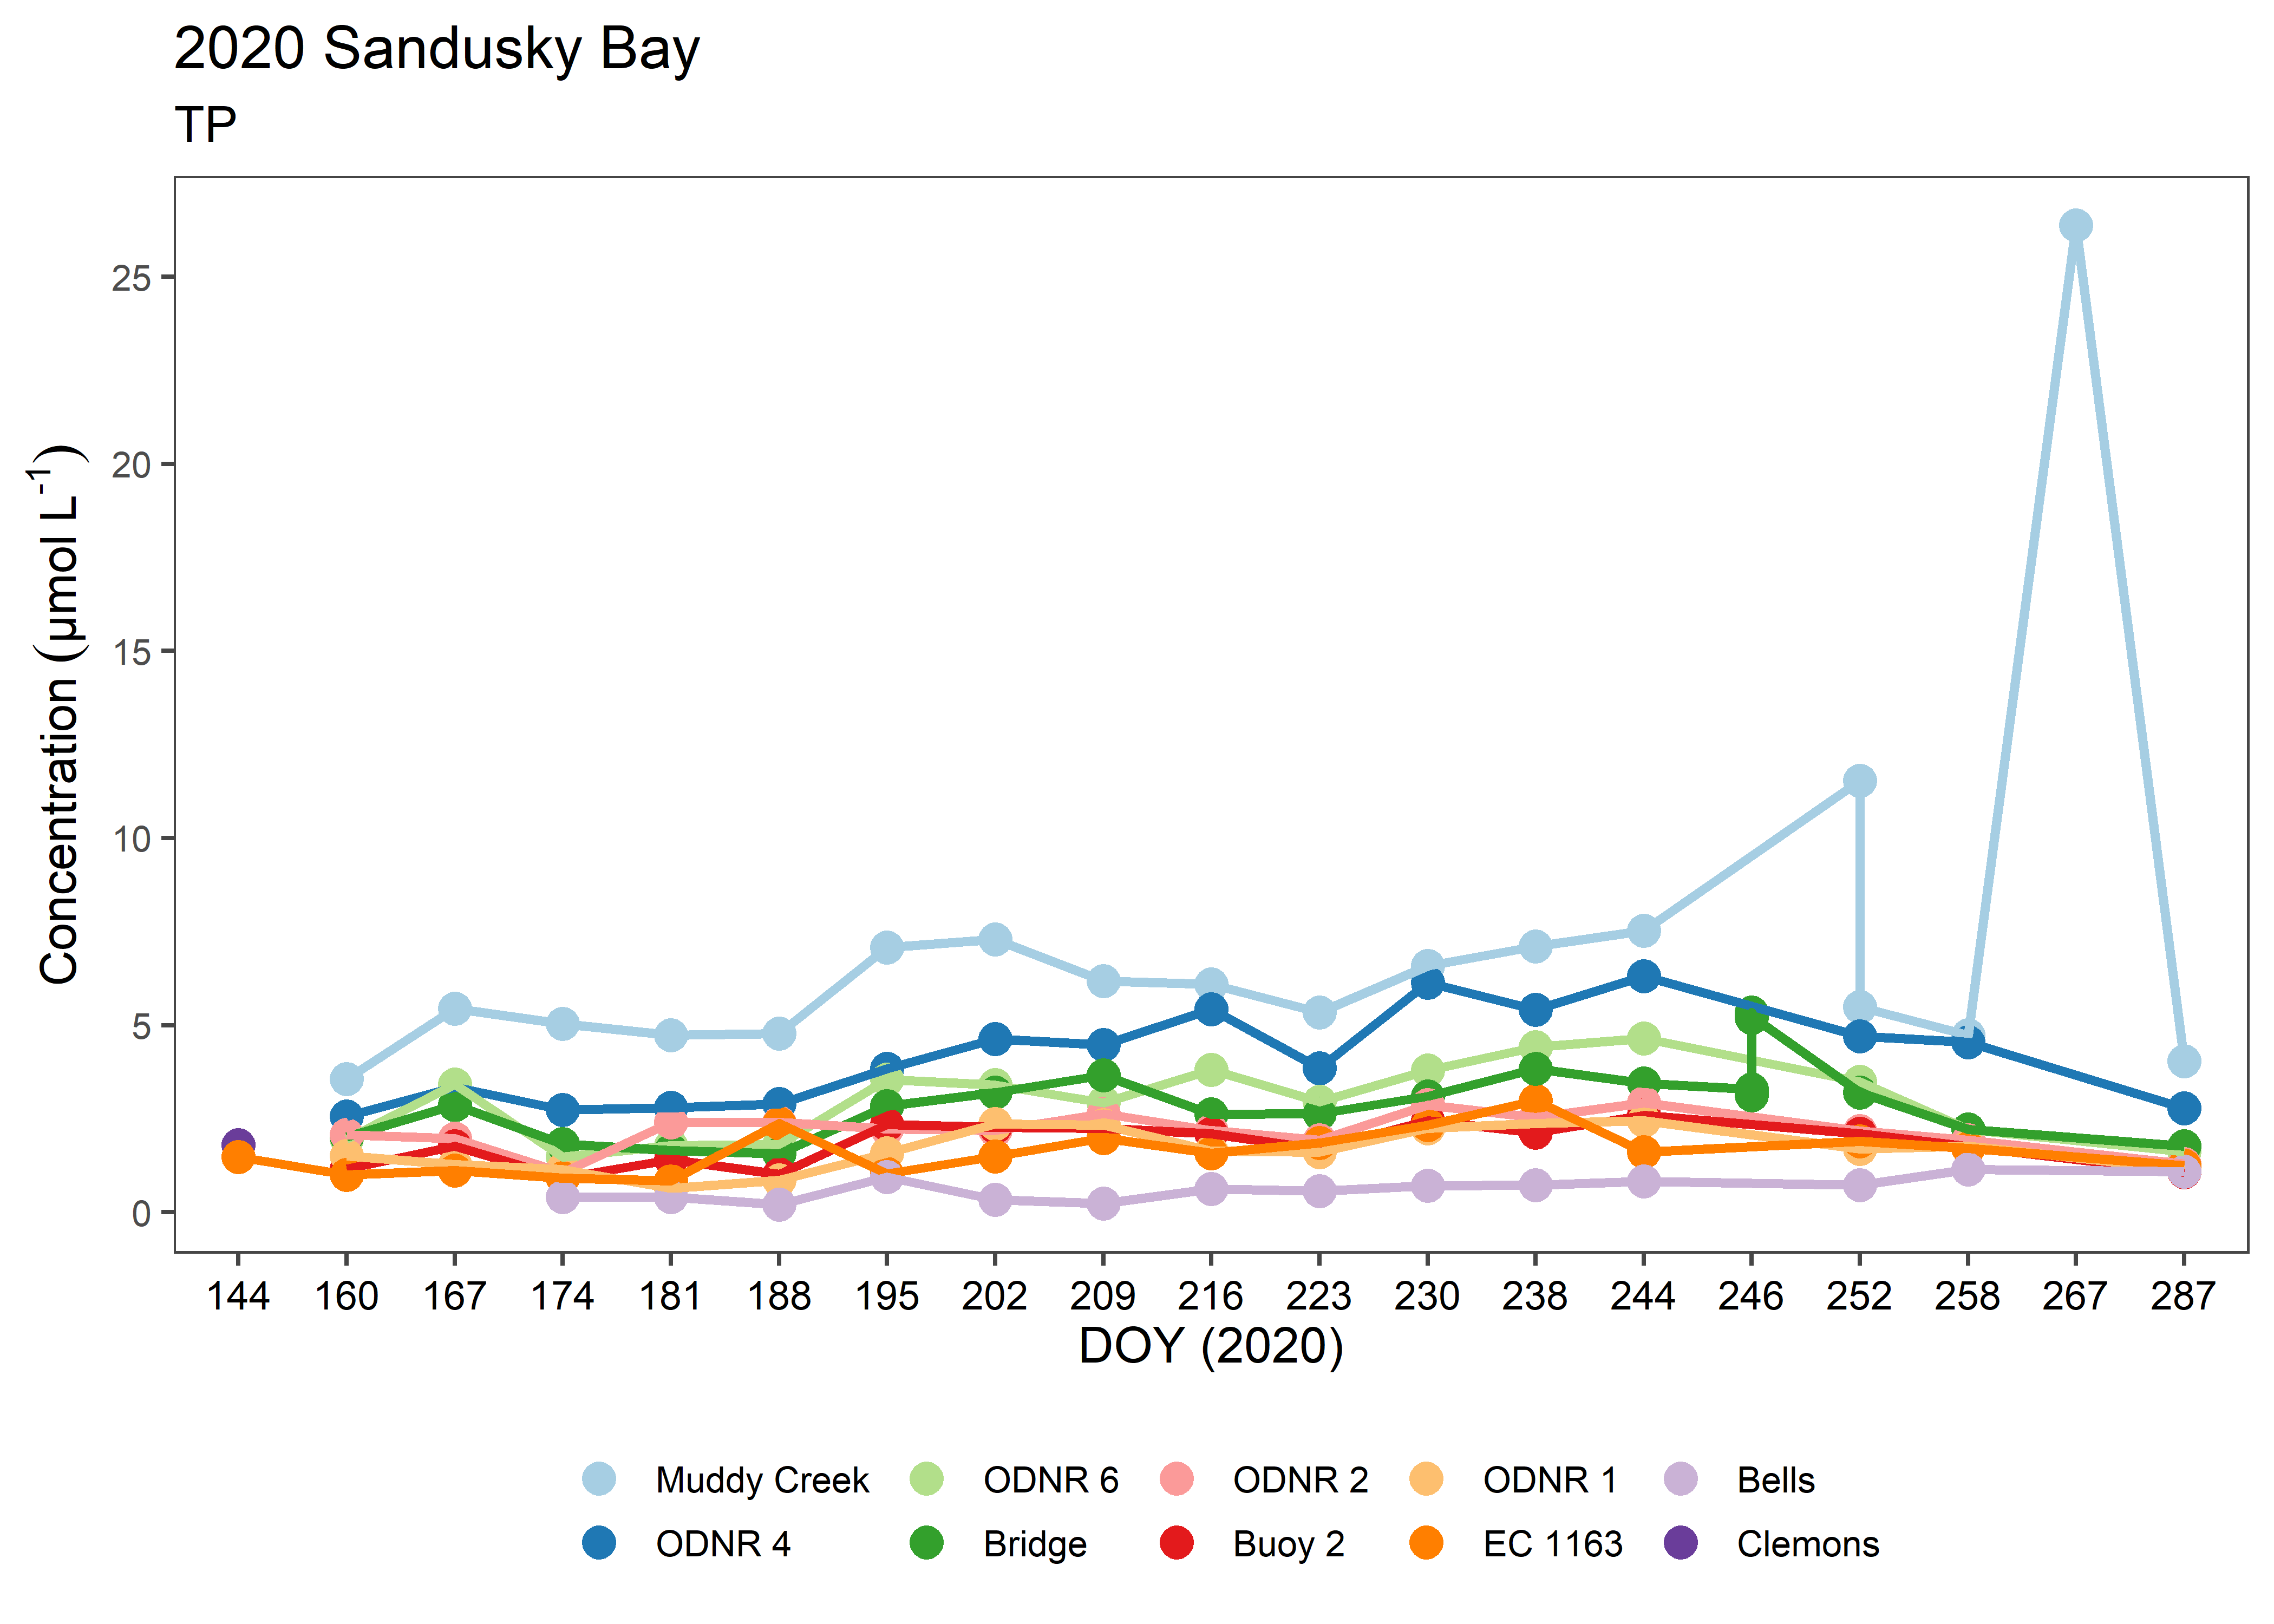 2020 Sandusky Bay
TP
Concentration (µmol L⁻¹)
25
20
15
10
5
0
144 160 167 174 181 188 195 202 209 216 223 230 238 244 246 252 258 267 287
DOY (2020)
Muddy Creek ODNR 6 ODNR 2 ODNR 1 Bells
ODNR 4 Bridge Buoy 2 EC 1163 Clemons